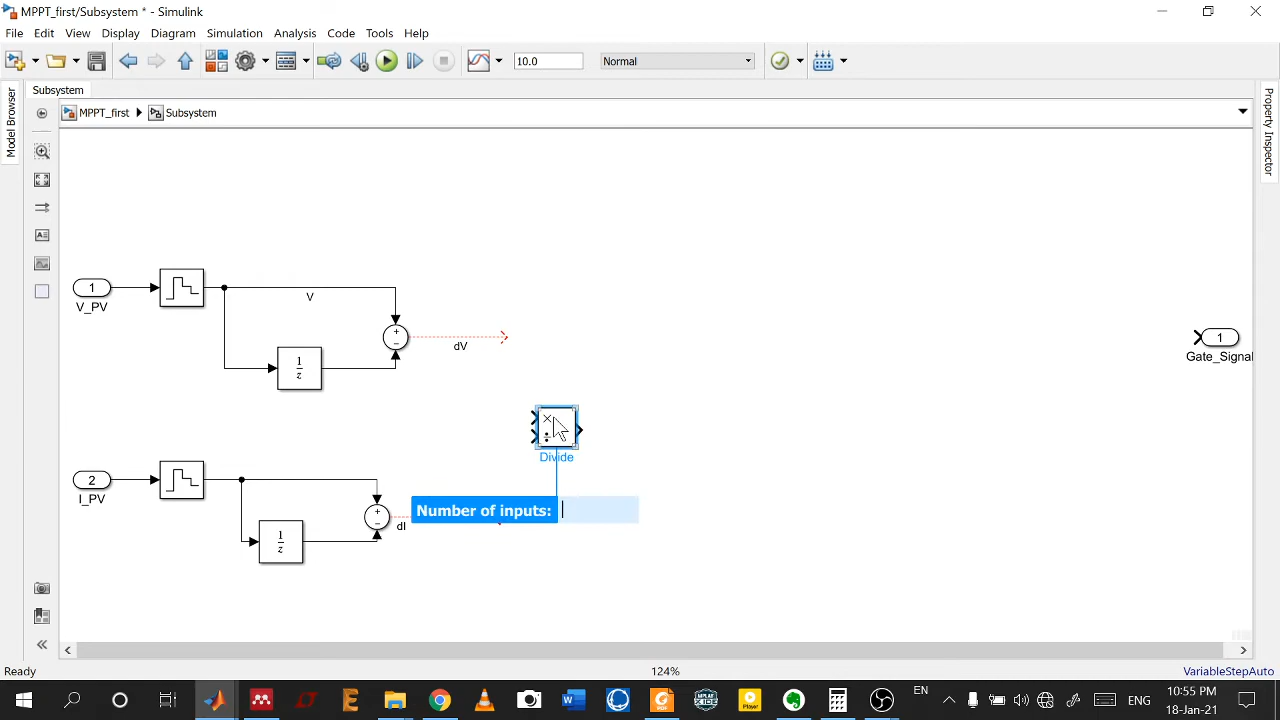 MPPT_first/Subsystem * - Simulink
File Edit View Display Diagram Simulation Analysis Code Tools Help
10.0
Normal
Subsystem
MPPT_first
Subsystem
Model Browser
Property Inspector
1
V_PV
V
+
−
dV
1
z
×
÷
Divide
1
Gate_Signal
2
I_PV
Number of inputs:
+
−
dI
1
z
Ready
124%
VariableStepAuto
EN
ENG
10:55 PM
18-Jan-21